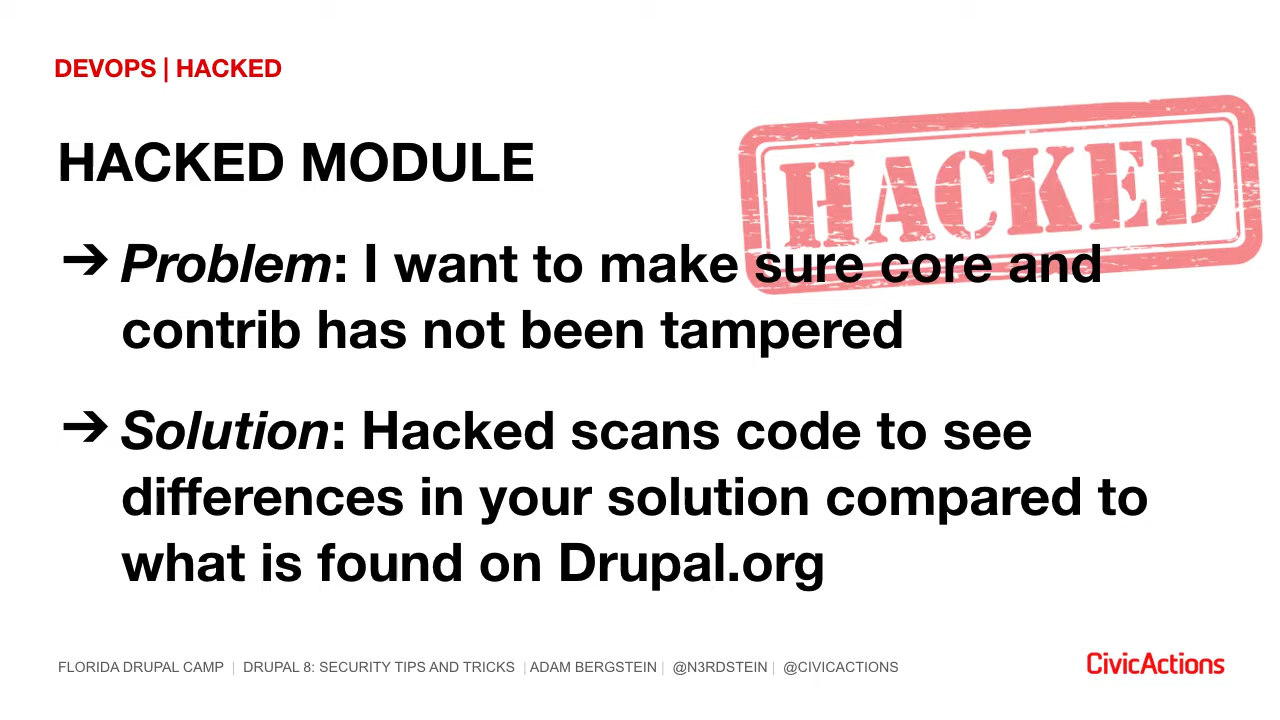 DEVOPS | HACKED
HACKED
HACKED MODULE
➔ Problem: I want to make sure core and
contrib has not been tampered
➔ Solution: Hacked scans code to see
differences in your solution compared to
what is found on Drupal.org
FLORIDA DRUPAL CAMP | DRUPAL 8: SECURITY TIPS AND TRICKS | ADAM BERGSTEIN | @N3RDSTEIN | @CIVICACTIONS
CivicActions